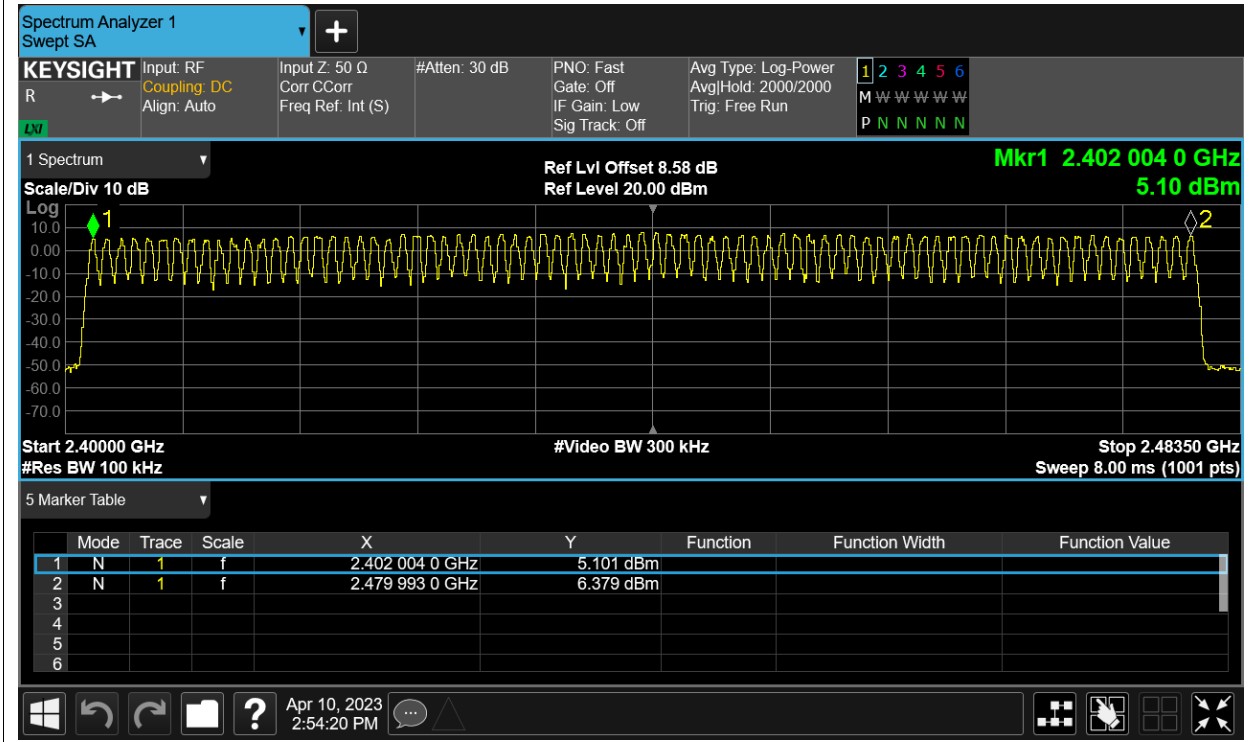 Spectrum Analyzer 1
Swept SA
KEYSIGHT
R
LXI
Input: RF
Coupling: DC
Align: Auto
Input Z: 50 Ω
Corr CCorr
Freq Ref: Int (S)
#Atten: 30 dB
PNO: Fast
Gate: Off
IF Gain: Low
Sig Track: Off
Avg Type: Log-Power
Avg|Hold: 2000/2000
Trig: Free Run
1 2 3 4 5 6
M W W W W W
P N N N N N
1 Spectrum
Scale/Div 10 dB
Ref Lvl Offset 8.58 dB
Ref Level 20.00 dBm
Mkr1 2.402 004 0 GHz
5.10 dBm
Log
1
2
10.0
0.00
-10.0
-20.0
-30.0
-40.0
-50.0
-60.0
-70.0
Start 2.40000 GHz
#Res BW 100 kHz
#Video BW 300 kHz
Stop 2.48350 GHz
Sweep 8.00 ms (1001 pts)
5 Marker Table
Mode Trace Scale X Y Function Function Width Function Value
1 N 1 f 2.402 004 0 GHz 5.101 dBm
2 N 1 f 2.479 993 0 GHz 6.379 dBm
3
4
5
6
?
Apr 10, 2023
2:54:20 PM